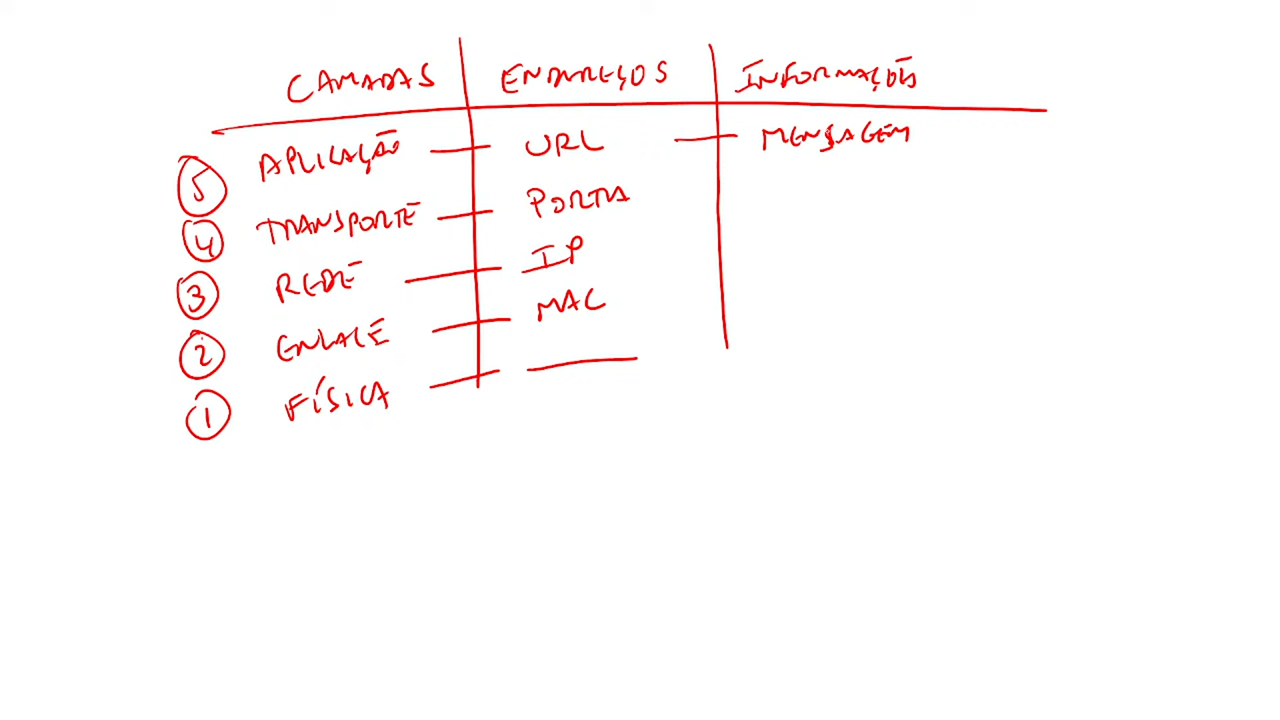 CAMADAS ENDEREÇOS INFORMAÇÕES
5 APLICAÇÃO URL MENSAGEM
4 TRANSPORTE PORTA
3 REDE IP
2 ENLACE MAC
1 FÍSICA